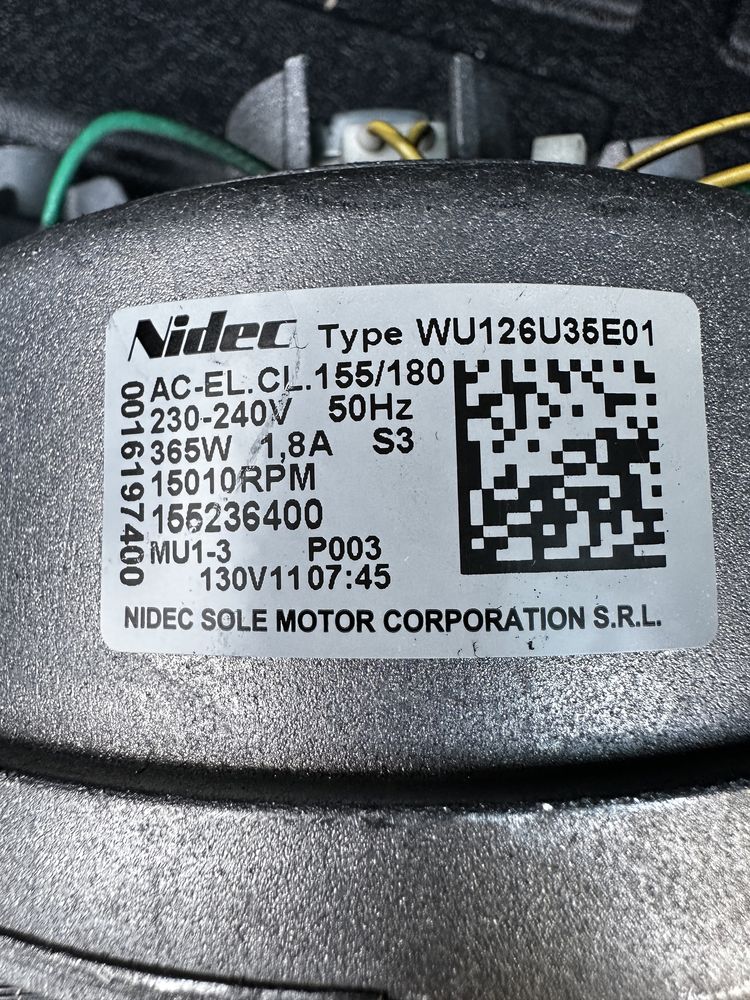 Nidec Type WU126U35E01
AC-EL.CL.155/180
230-240V 50Hz
365W 1,8A S3
15010RPM
155236400
MU1-3 P003
130V11 07:45
0016197400
NIDEC SOLE MOTOR CORPORATION S.R.L.